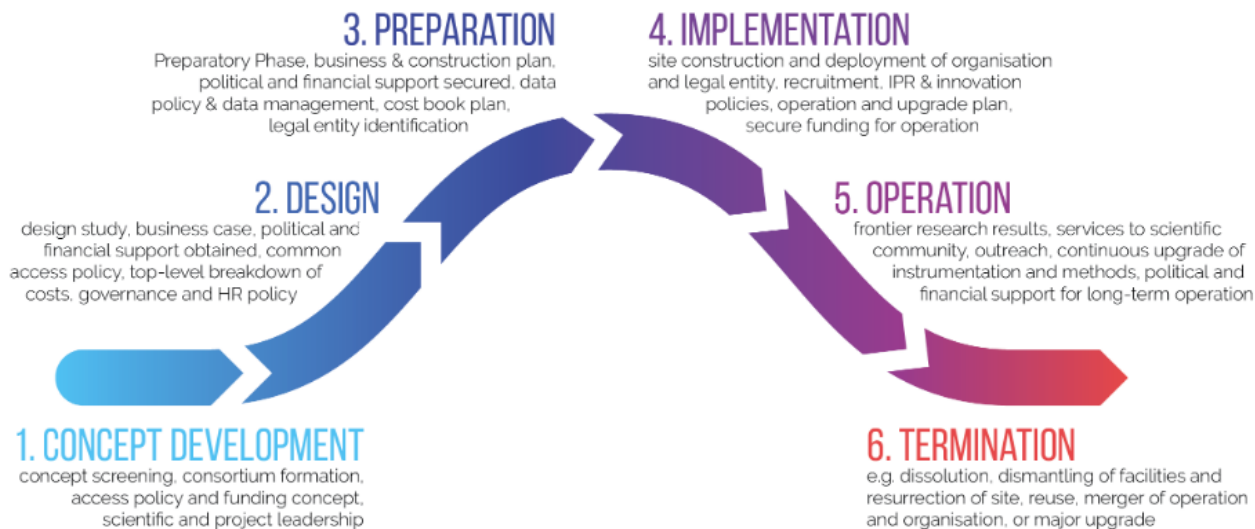 1. CONCEPT DEVELOPMENT
concept screening, consortium formation,
access policy and funding concept,
scientific and project leadership
2. DESIGN
design study, business case, political and
financial support obtained, common
access policy, top-level breakdown of
costs, governance and HR policy
3. PREPARATION
Preparatory Phase, business & construction plan,
political and financial support secured, data
policy & data management, cost book plan,
legal entity identification
4. IMPLEMENTATION
site construction and deployment of organisation
and legal entity, recruitment, IPR & innovation
policies, operation and upgrade plan,
secure funding for operation
5. OPERATION
frontier research results, services to scientific
community, outreach, continuous upgrade of
instrumentation and methods, political and
financial support for long-term operation
6. TERMINATION
e.g. dissolution, dismantling of facilities and
resurrection of site, reuse, merger of operation
and organisation, or major upgrade